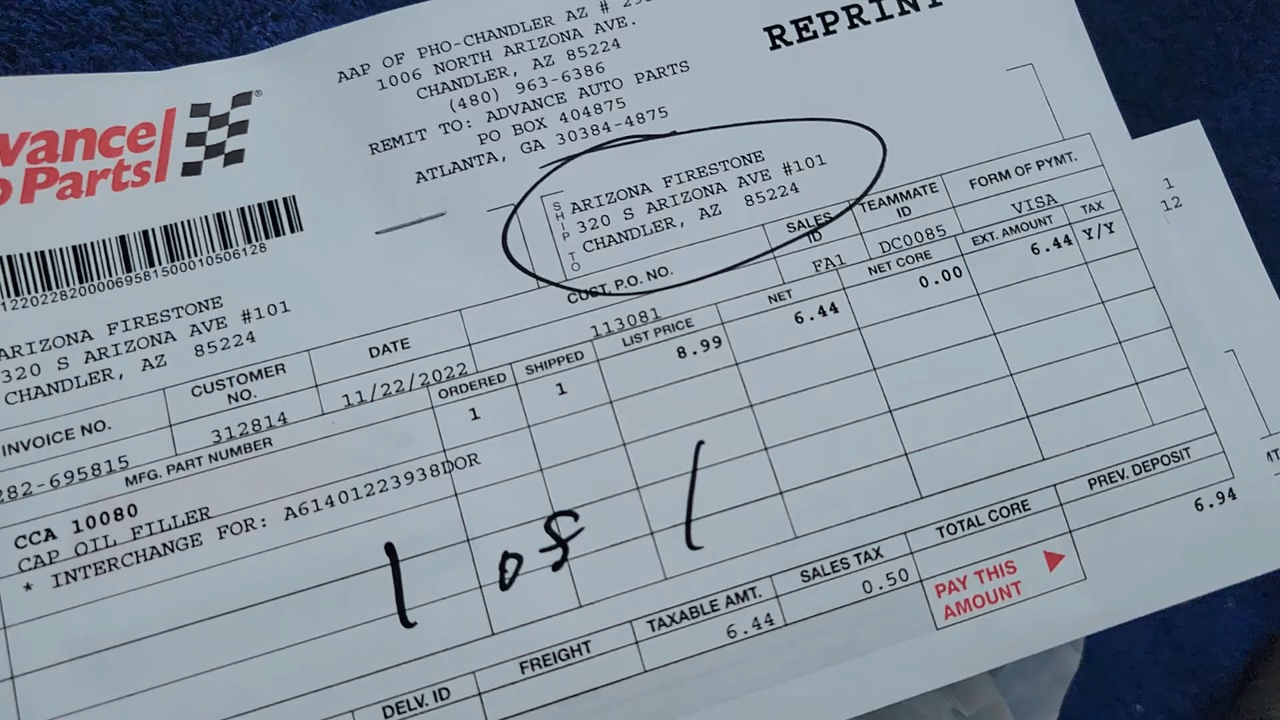 AAP OF PHO-CHANDLER AZ #
1006 NORTH ARIZONA AVE.
CHANDLER, AZ 85224
(480) 963-6386
REMIT TO: ADVANCE AUTO PARTS
PO BOX 404875
ATLANTA, GA 30384-4875
REPRINT
vance
Parts
®
SHIP TO
ARIZONA FIRESTONE
320 S ARIZONA AVE #101
CHANDLER, AZ 85224
1220228200006958150001050612​8
ARIZONA FIRESTONE
320 S ARIZONA AVE #101
CHANDLER, AZ 85224
INVOICE NO.
282-695815
CUSTOMER NO.
312814
DATE
11/22/2022
CUST. P.O. NO.
113081
SALES ID
FA1
TEAMMATE ID
DC0085
FORM OF PYMT.
VISA
MFG. PART NUMBER
ORDERED
SHIPPED
LIST PRICE
NET
NET CORE
EXT. AMOUNT
TAX
CCA 10080
1
1
8.99
6.44
0.00
6.44
Y/Y
CAP OIL FILLER
* INTERCHANGE FOR: A61401223938DOR
1 of 1
DELV. ID
FREIGHT
TAXABLE AMT.
6.44
SALES TAX
0.50
TOTAL CORE
PREV. DEPOSIT
PAY THIS AMOUNT
6.94
1
12